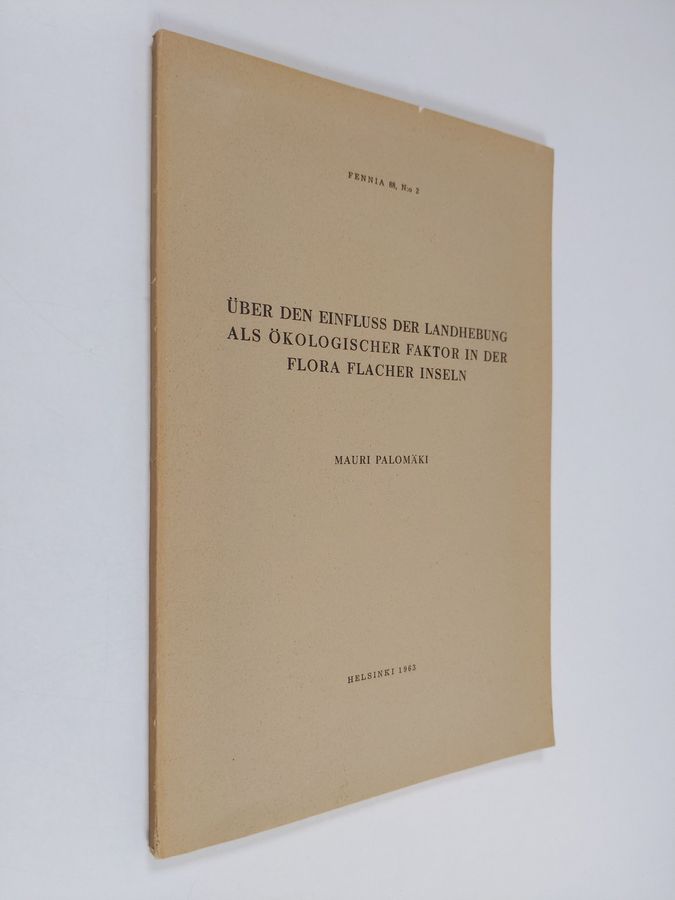 FENNIA 88, N:o 2
ÜBER DEN EINFLUSS DER LANDHEBUNG
ALS ÖKOLOGISCHER FAKTOR IN DER
FLORA FLACHER INSELN
MAURI PALOMÄKI
HELSINKI 1963